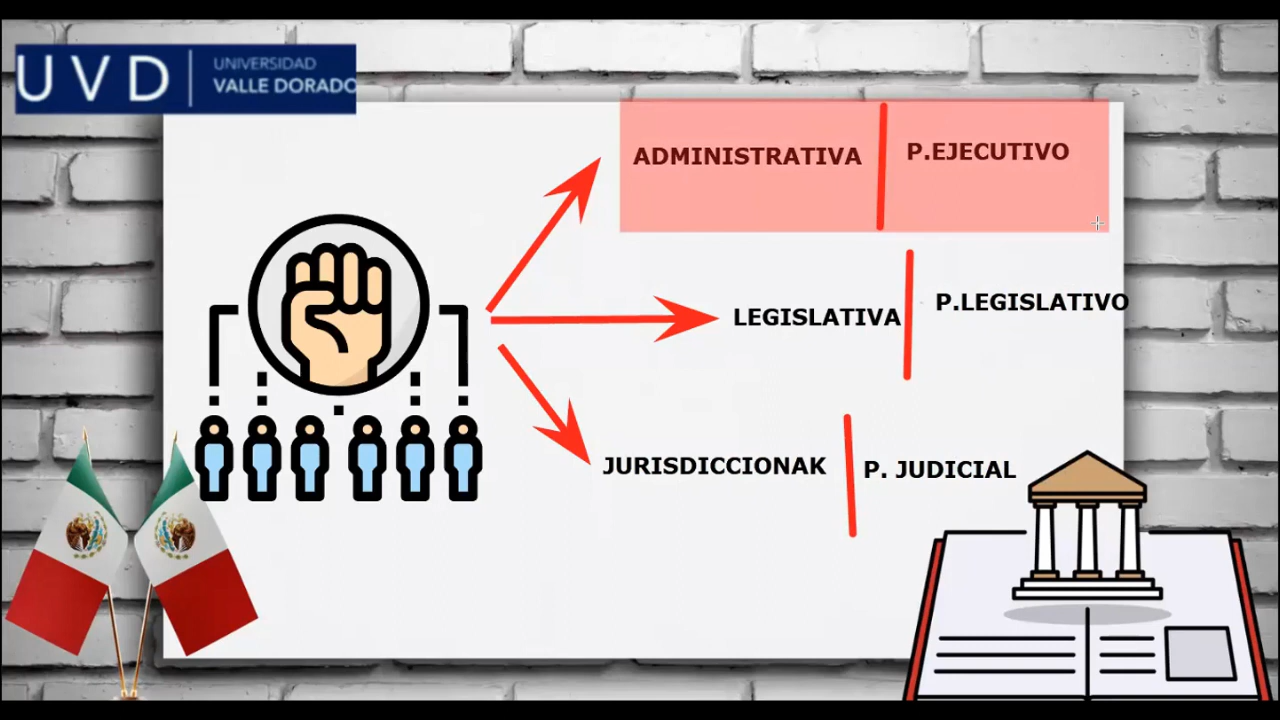 UVD
UNIVERSIDAD
VALLE DORADO
ADMINISTRATIVA
P.EJECUTIVO
LEGISLATIVA
P.LEGISLATIVO
JURISDICCIONAK
P. JUDICIAL